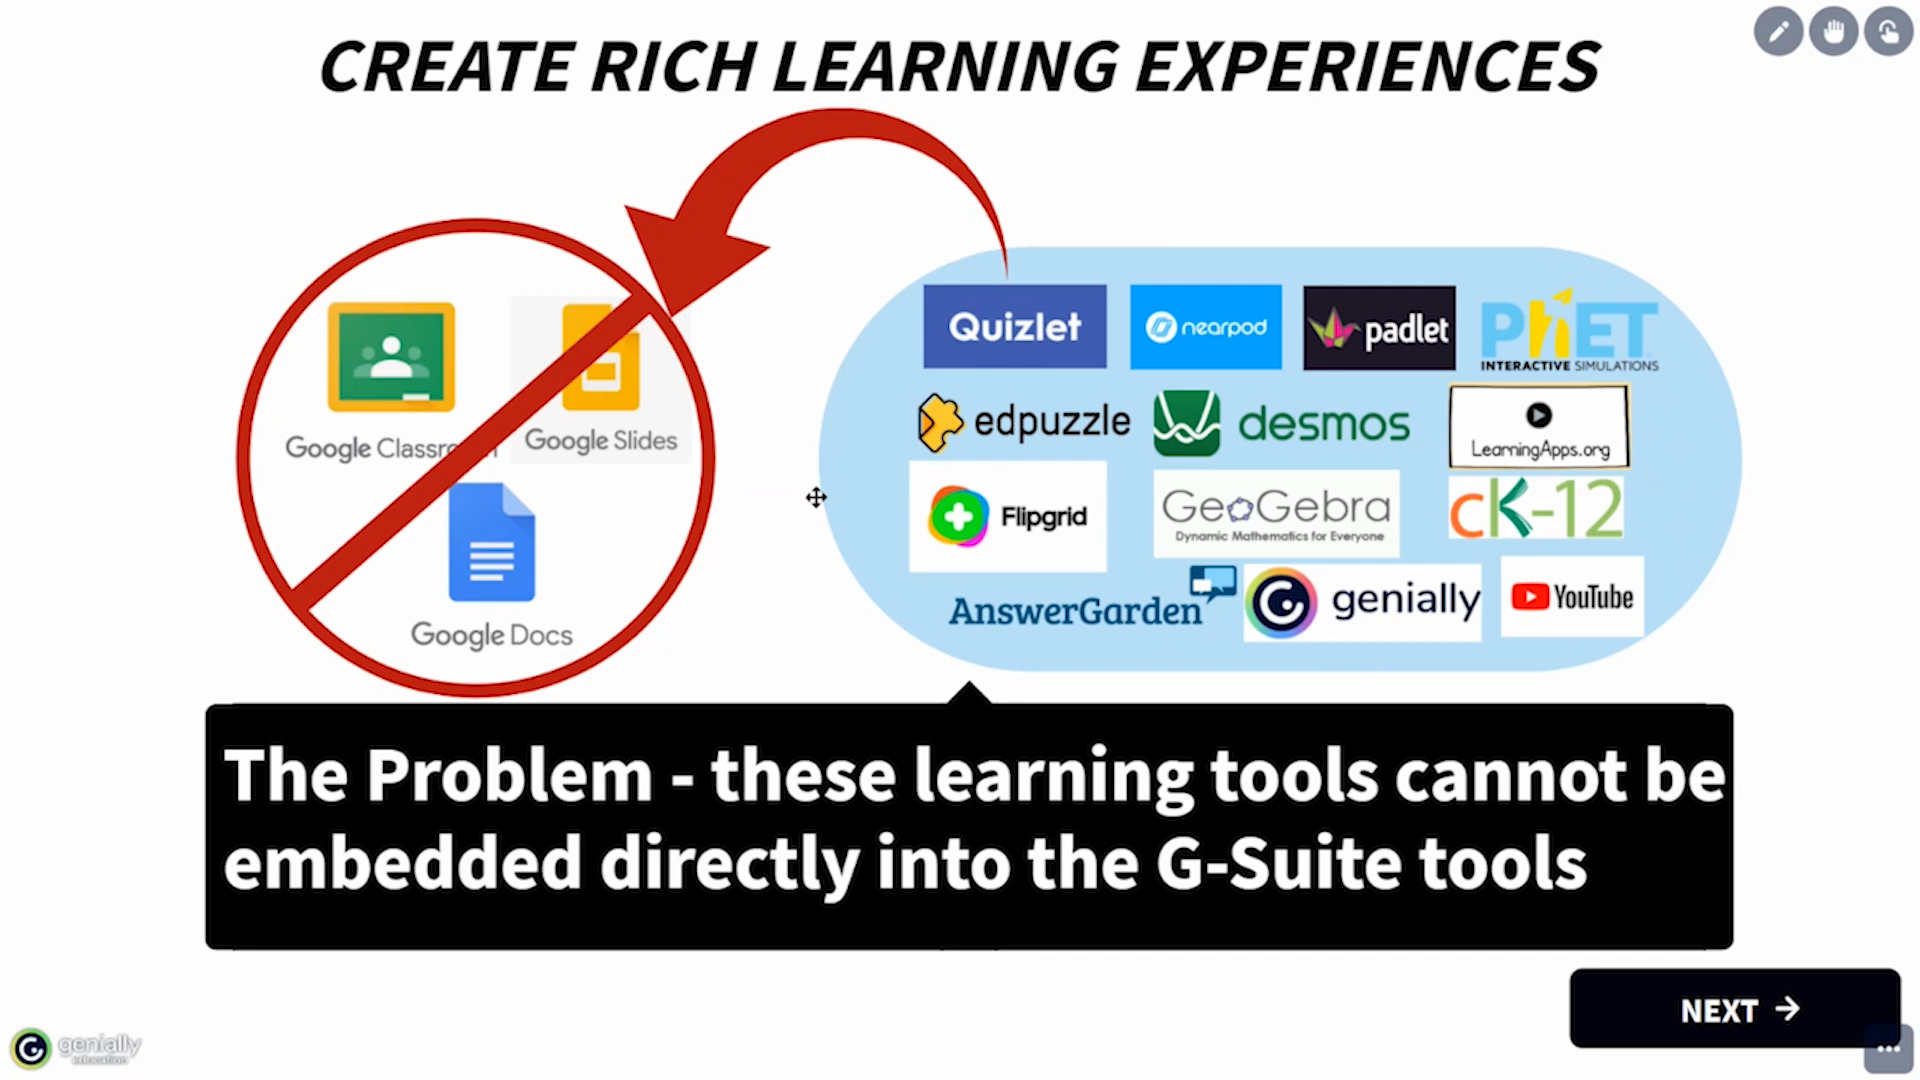 CREATE RICH LEARNING EXPERIENCES
Google Classr
Google Slides
Google Docs
Quizlet
nearpod
padlet
PhET
INTERACTIVE SIMULATIONS
edpuzzle
desmos
LearningApps.org
Flipgrid
GeoGebra
Dynamic Mathematics for Everyone
cK-12
AnswerGarden
genially
YouTube
The Problem - these learning tools cannot be
embedded directly into the G-Suite tools
NEXT
genially
education